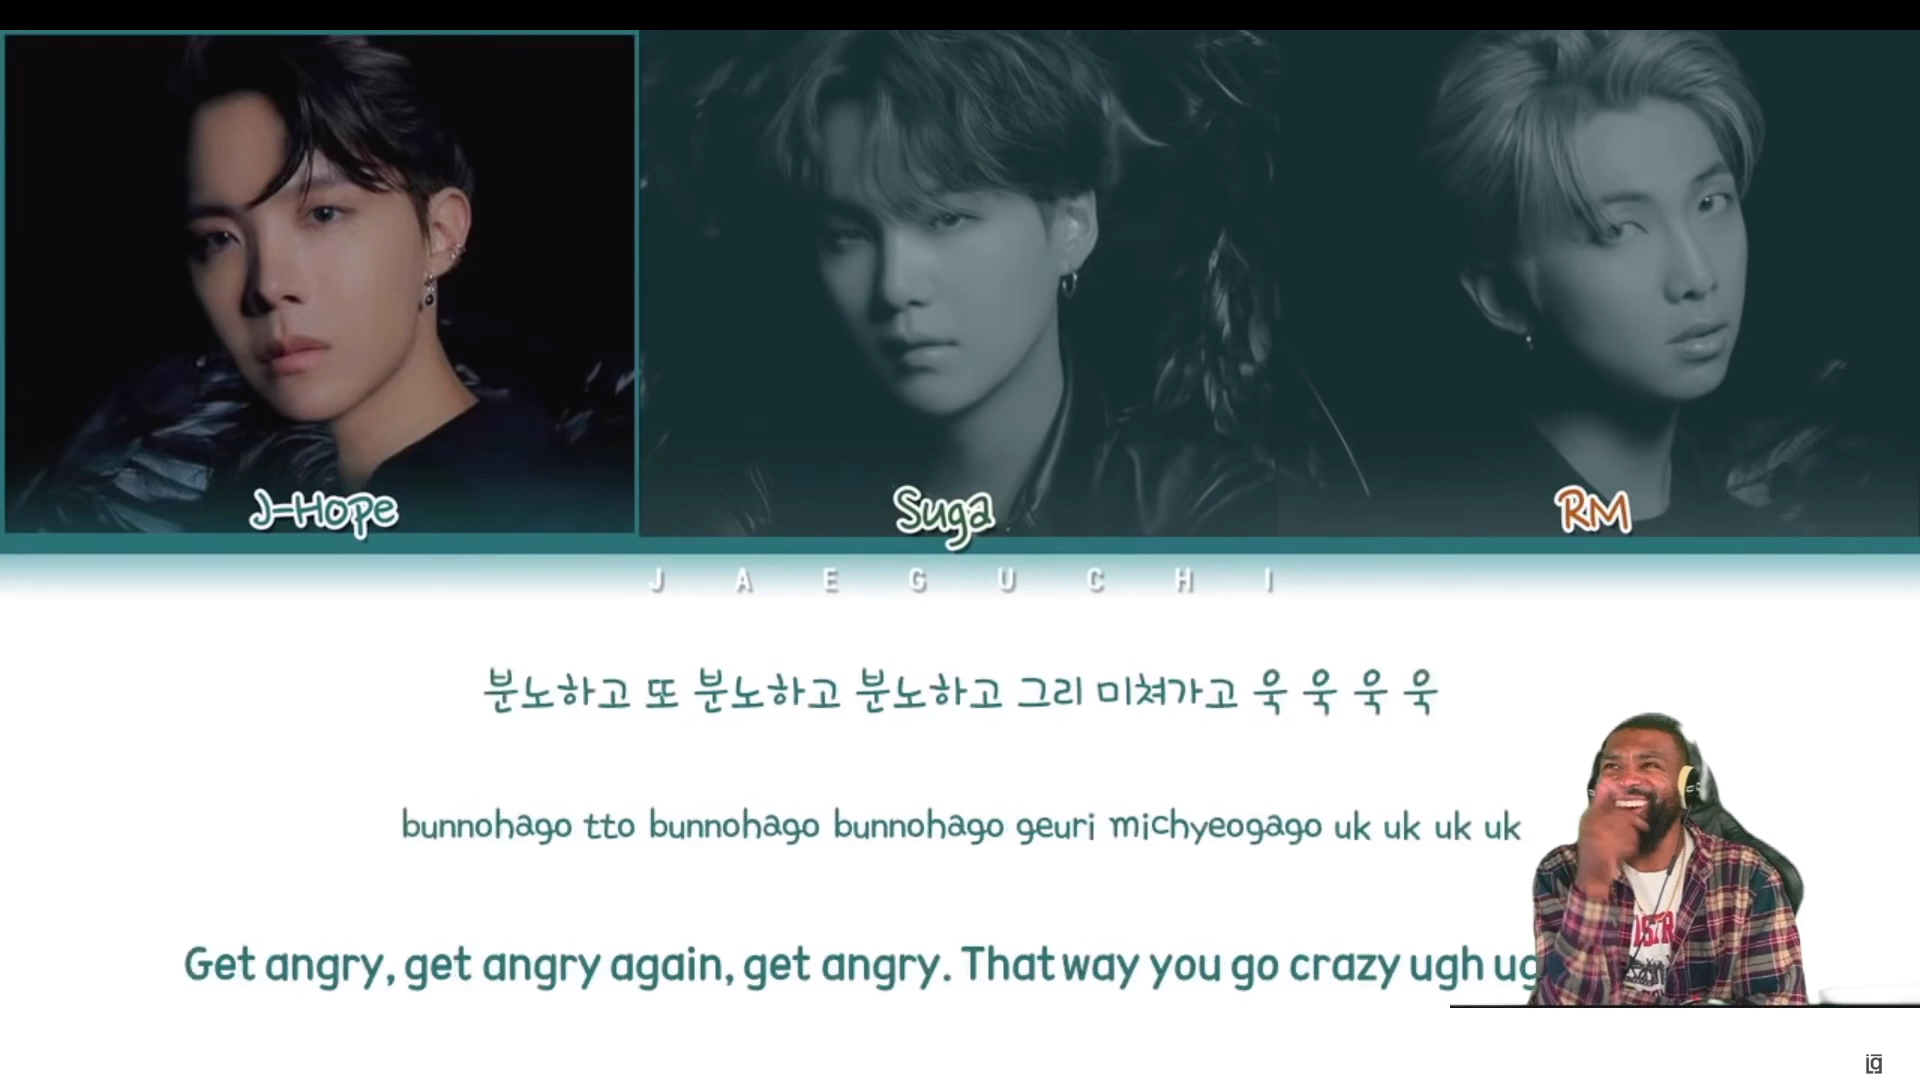 J-Hope
Suga
RM
JAEGUCHI
분노하고 또 분노하고 분노하고 그리 미쳐가고 욱 욱 욱 욱
bunnohago tto bunnohago bunnohago geuri michyeogago uk uk uk uk
Get angry, get angry again, get angry. That way you go crazy ugh ug